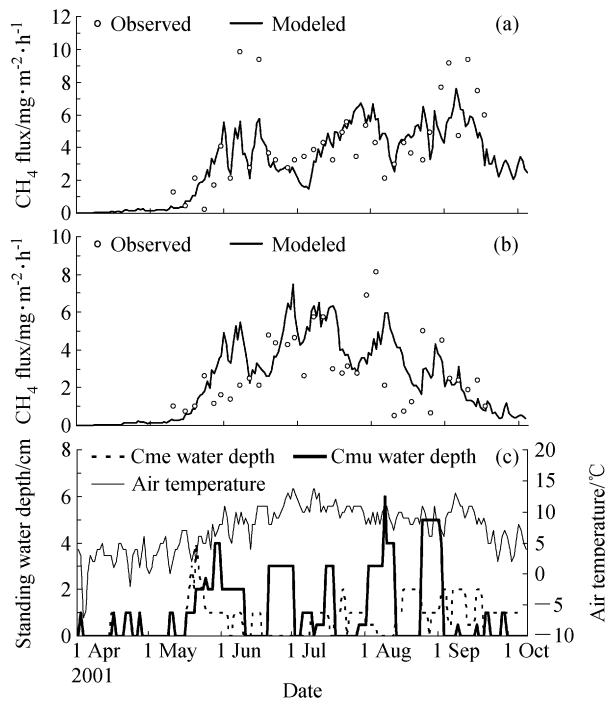 (a)
Observed Modeled
12
10
8
6
4
2
0
CH₄ flux/mg·m⁻²·h⁻¹
(b)
Observed Modeled
10
8
6
4
2
0
CH₄ flux/mg·m⁻²·h⁻¹
(c)
Cme water depth Cmu water depth
Air temperature
8
6
4
2
0
Standing water depth/cm
20
15
10
5
0
−5
−10
Air temperature/℃
1 Apr 1 May 1 Jun 1 Jul 1 Aug 1 Sep 1 Oct
2001
Date